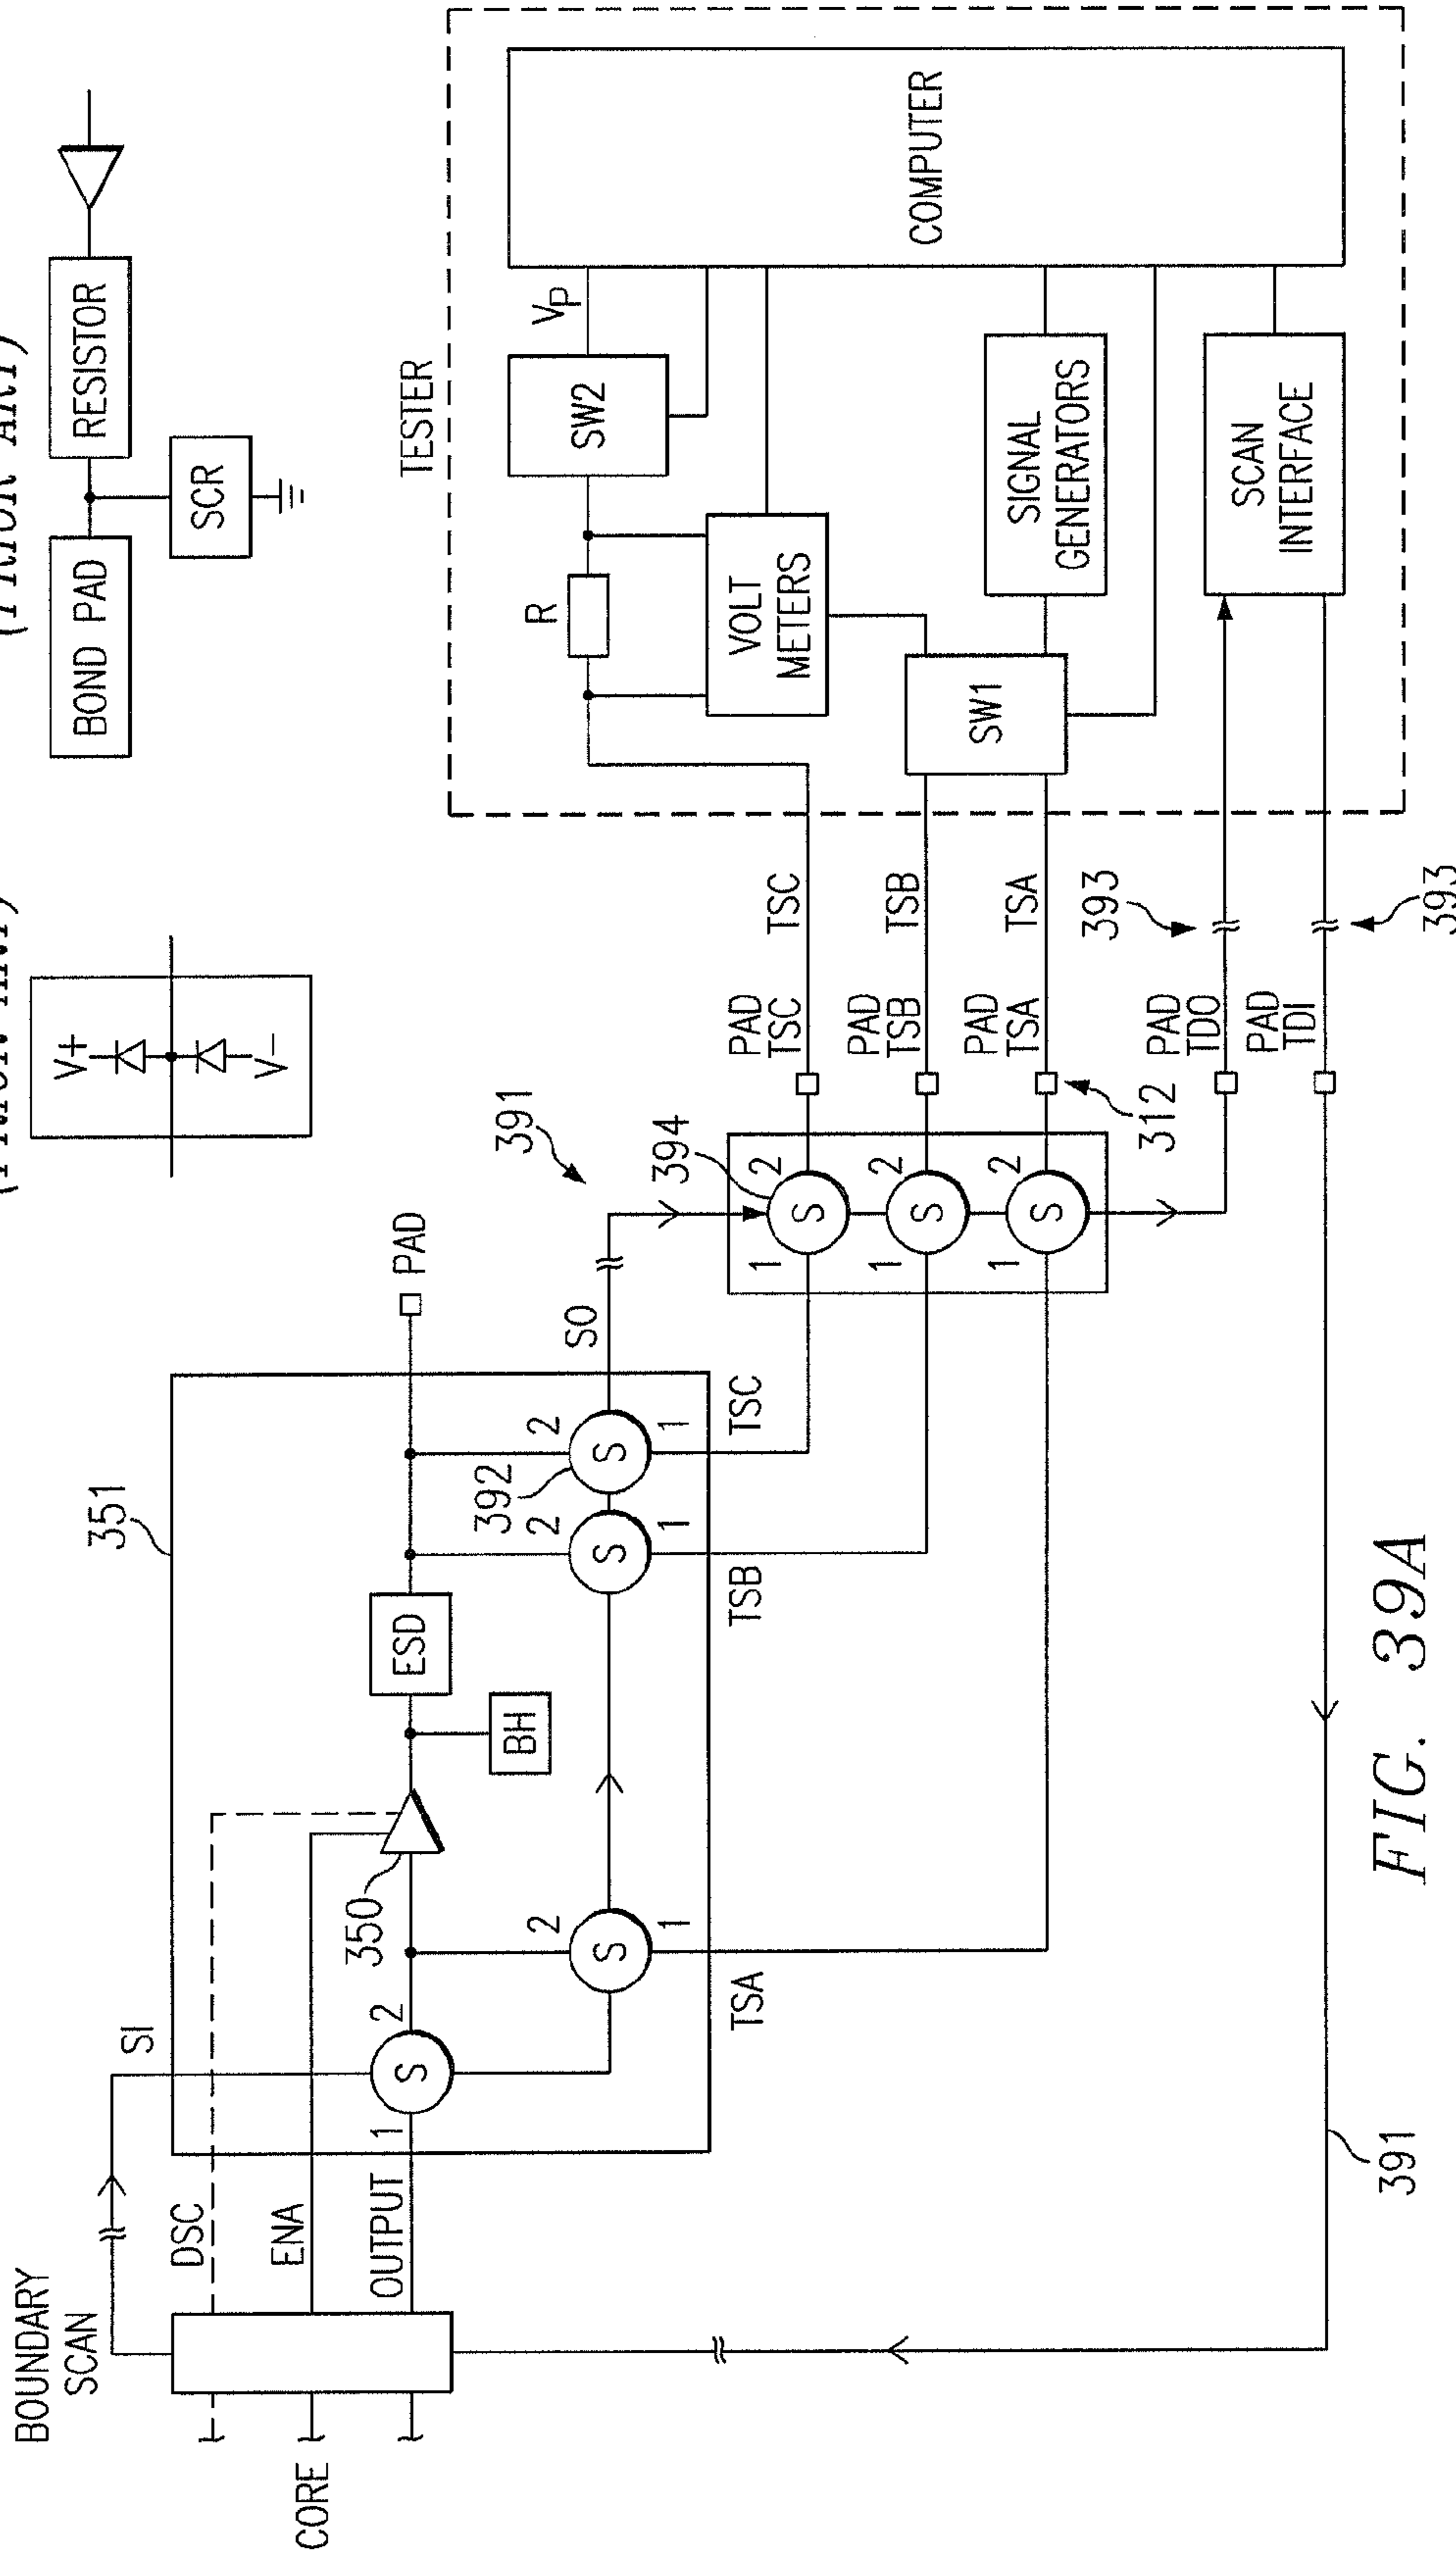 (PRIOR ART)
(PRIOR ART)
V+
V−
BOND PAD
RESISTOR
SCR
BOUNDARY
SCAN
SI
351
DSC
ENA
OUTPUT
CORE
1
S
2
350
BH
ESD
PAD
2
S
1
TSA
2
S
1
TSB
392
2
S
1
TSC
SO
391
394
1
S
2
1
S
2
1
S
2
312
PAD
TSC
PAD
TSB
PAD
TSA
PAD
TDO
PAD
TDI
TSC
TSB
TSA
393
393
391
TESTER
R
SW2
VP
VOLT
METERS
SW1
SIGNAL
GENERATORS
SCAN
INTERFACE
COMPUTER
FIG. 39A